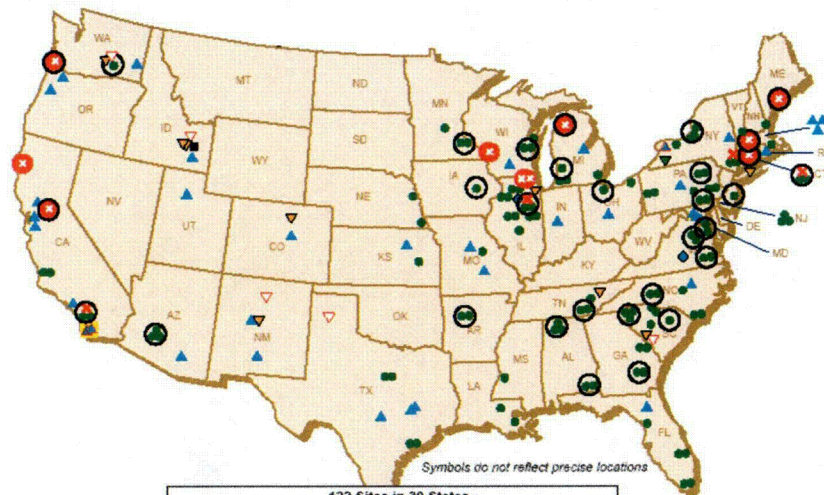 WA
ME
MT
ND
MN
VT
NH
OR
ID
SD
WI
NY
MI
R
WY
CT
IA
PA
NE
NJ
NV
OH
UT
IN
DE
CA
CO
IL
WV
MD
KS
MO
KY
NC
TN
AZ
OK
NM
AR
SC
MS
AL
GA
TX
LA
FL
Symbols do not reflect precise locations